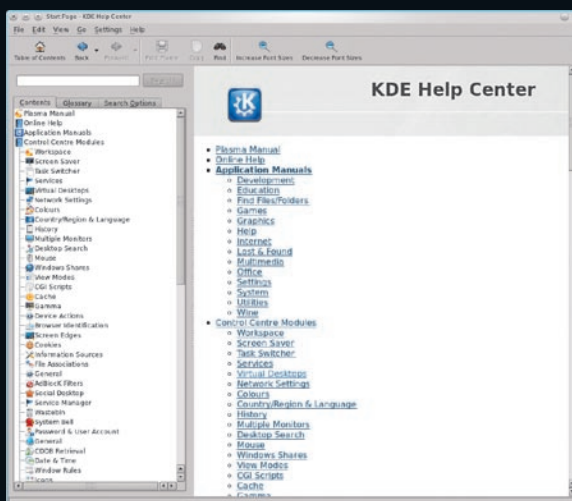 Start Page - KDE Help Center
File Edit View Go Settings Help
Table of Contents Back Forward Print Frame Copy Find Increase Font Sizes Decrease Font Sizes
Search
Contents Glossary Search Options
Plasma Manual
Online Help
Application Manuals
Control Centre Modules
Workspace
Screen Saver
Task Switcher
Services
Virtual Desktops
Network Settings
Colours
Country/Region & Language
History
Multiple Monitors
Desktop Search
Mouse
Windows Shares
View Modes
CGI Scripts
Cache
Gamma
Device Actions
Browser Identification
Screen Edges
Cookies
Information Sources
File Associations
General
AdBlocK Filters
Social Desktop
Service Manager
Wastebin
System Bell
Password & User Account
General
CDDB Retrieval
Date & Time
Window Rules
Icons
KDE Help Center
Plasma Manual
Online Help
Application Manuals
Development
Education
Find Files/Folders
Games
Graphics
Help
Internet
Lost & Found
Multimedia
Office
Settings
System
Utilities
Wine
Control Centre Modules
Workspace
Screen Saver
Task Switcher
Services
Virtual Desktops
Network Settings
Colours
Country/Region & Language
History
Multiple Monitors
Desktop Search
Mouse
Windows Shares
View Modes
CGI Scripts
Cache
Gamma